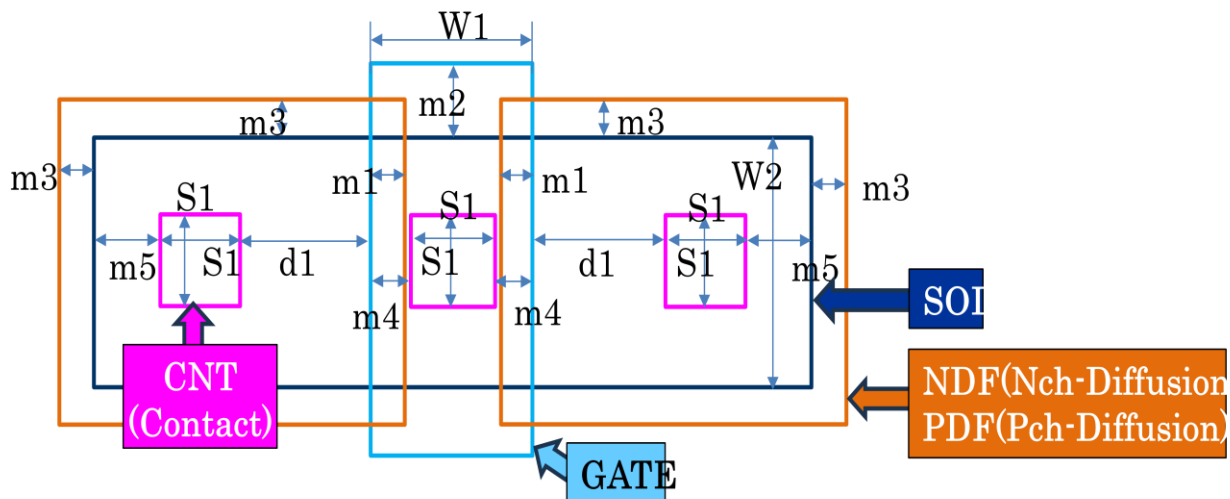 W1
m2
m3
m3
m3
m1
m1
W2
m3
S1
S1
S1
m5
S1
d1
S1
d1
S1
m5
m4
m4
SOI
CNT
(Contact)
NDF(Nch-Diffusion
PDF(Pch-Diffusion)
GATE